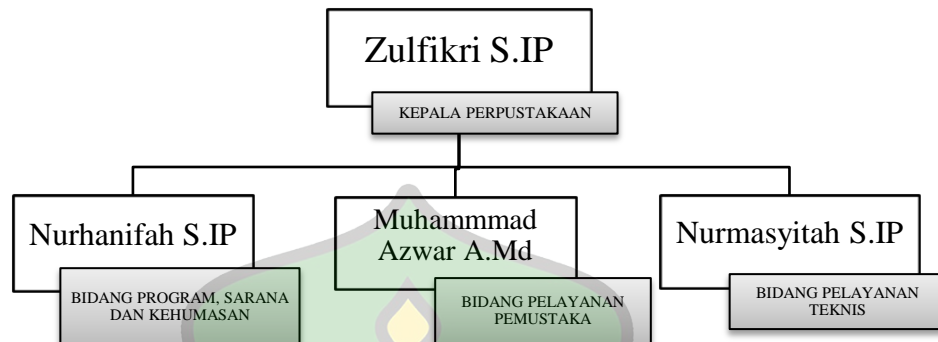 Zulfikri S.IP
KEPALA PERPUSTAKAAN
Nurhanifah S.IP
BIDANG PROGRAM, SARANA
DAN KEHUMASAN
Muhammmad
Azwar A.Md
BIDANG PELAYANAN
PEMUSTAKA
Nurmasyitah S.IP
BIDANG PELAYANAN
TEKNIS